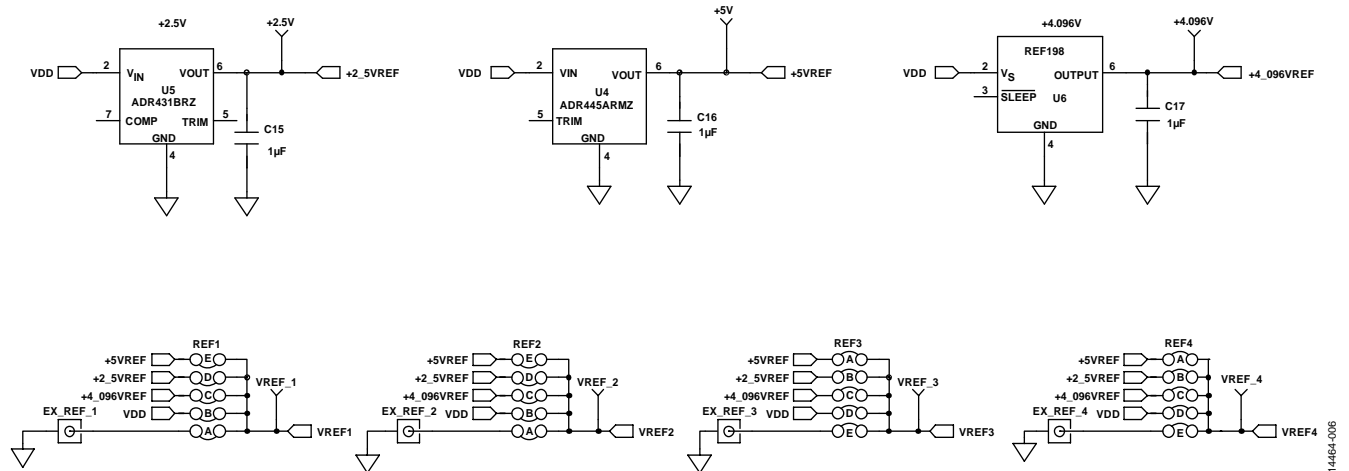 +2.5V
+2.5V
VDD
2
VIN
VOUT
6
+2_5VREF
U5
ADR431BRZ
7
COMP
TRIM
5
GND
4
C15
1µF
+5V
VDD
2
VIN
VOUT
6
+5VREF
U4
ADR445ARMZ
5
TRIM
GND
4
C16
1µF
+4.096V
+4.096V
REF198
VDD
2
VS
OUTPUT
6
+4_096VREF
3
SLEEP
U6
GND
4
C17
1µF
REF1
+5VREF
E
+2_5VREF
D
VREF_1
+4_096VREF
C
EX_REF_1
VDD
B
A
VREF1
REF2
+5VREF
E
+2_5VREF
D
VREF_2
+4_096VREF
C
EX_REF_2
VDD
B
A
VREF2
REF3
+5VREF
A
+2_5VREF
B
VREF_3
+4_096VREF
C
EX_REF_3
VDD
D
E
VREF3
REF4
+5VREF
A
+2_5VREF
B
VREF_4
+4_096VREF
C
EX_REF_4
VDD
D
E
VREF4
14464-006